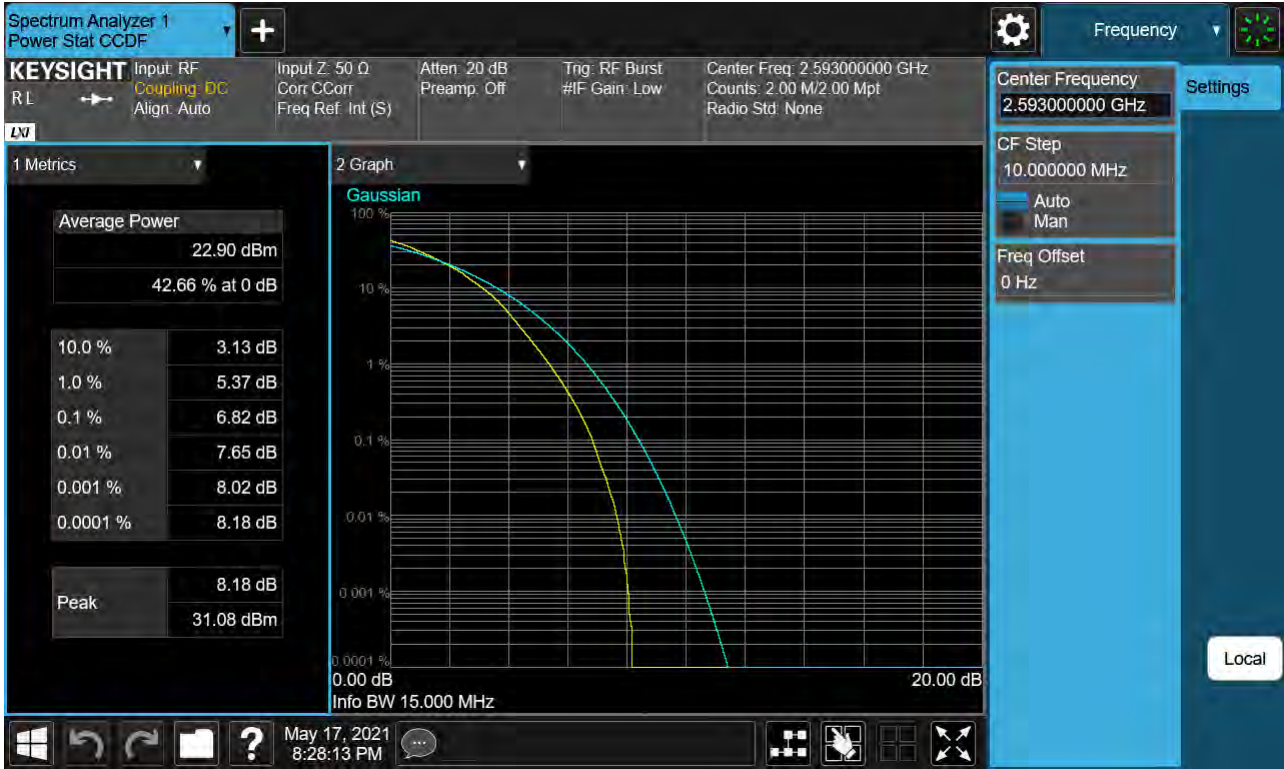 Spectrum Analyzer 1
Power Stat CCDF
Frequency
KEYSIGHT
R L
LXI
Input: RF
Coupling: DC
Align: Auto
Input Z: 50 Ω
Corr CCorr
Freq Ref: Int (S)
Atten: 20 dB
Preamp: Off
Trig: RF Burst
#IF Gain: Low
Center Freq: 2.593000000 GHz
Counts: 2.00 M/2.00 Mpt
Radio Std: None
Center Frequency
2.593000000 GHz
Settings
CF Step
10.000000 MHz
Auto
Man
Freq Offset
0 Hz
1 Metrics
Average Power
22.90 dBm
42.66 % at 0 dB
10.0 % 3.13 dB
1.0 % 5.37 dB
0.1 % 6.82 dB
0.01 % 7.65 dB
0.001 % 8.02 dB
0.0001 % 8.18 dB
Peak
8.18 dB
31.08 dBm
2 Graph
Gaussian
100 %
10 %
1 %
0.1 %
0.01 %
0.001 %
0.0001 %
0.00 dB 20.00 dB
Info BW 15.000 MHz
Local
?
May 17, 2021
8:28:13 PM